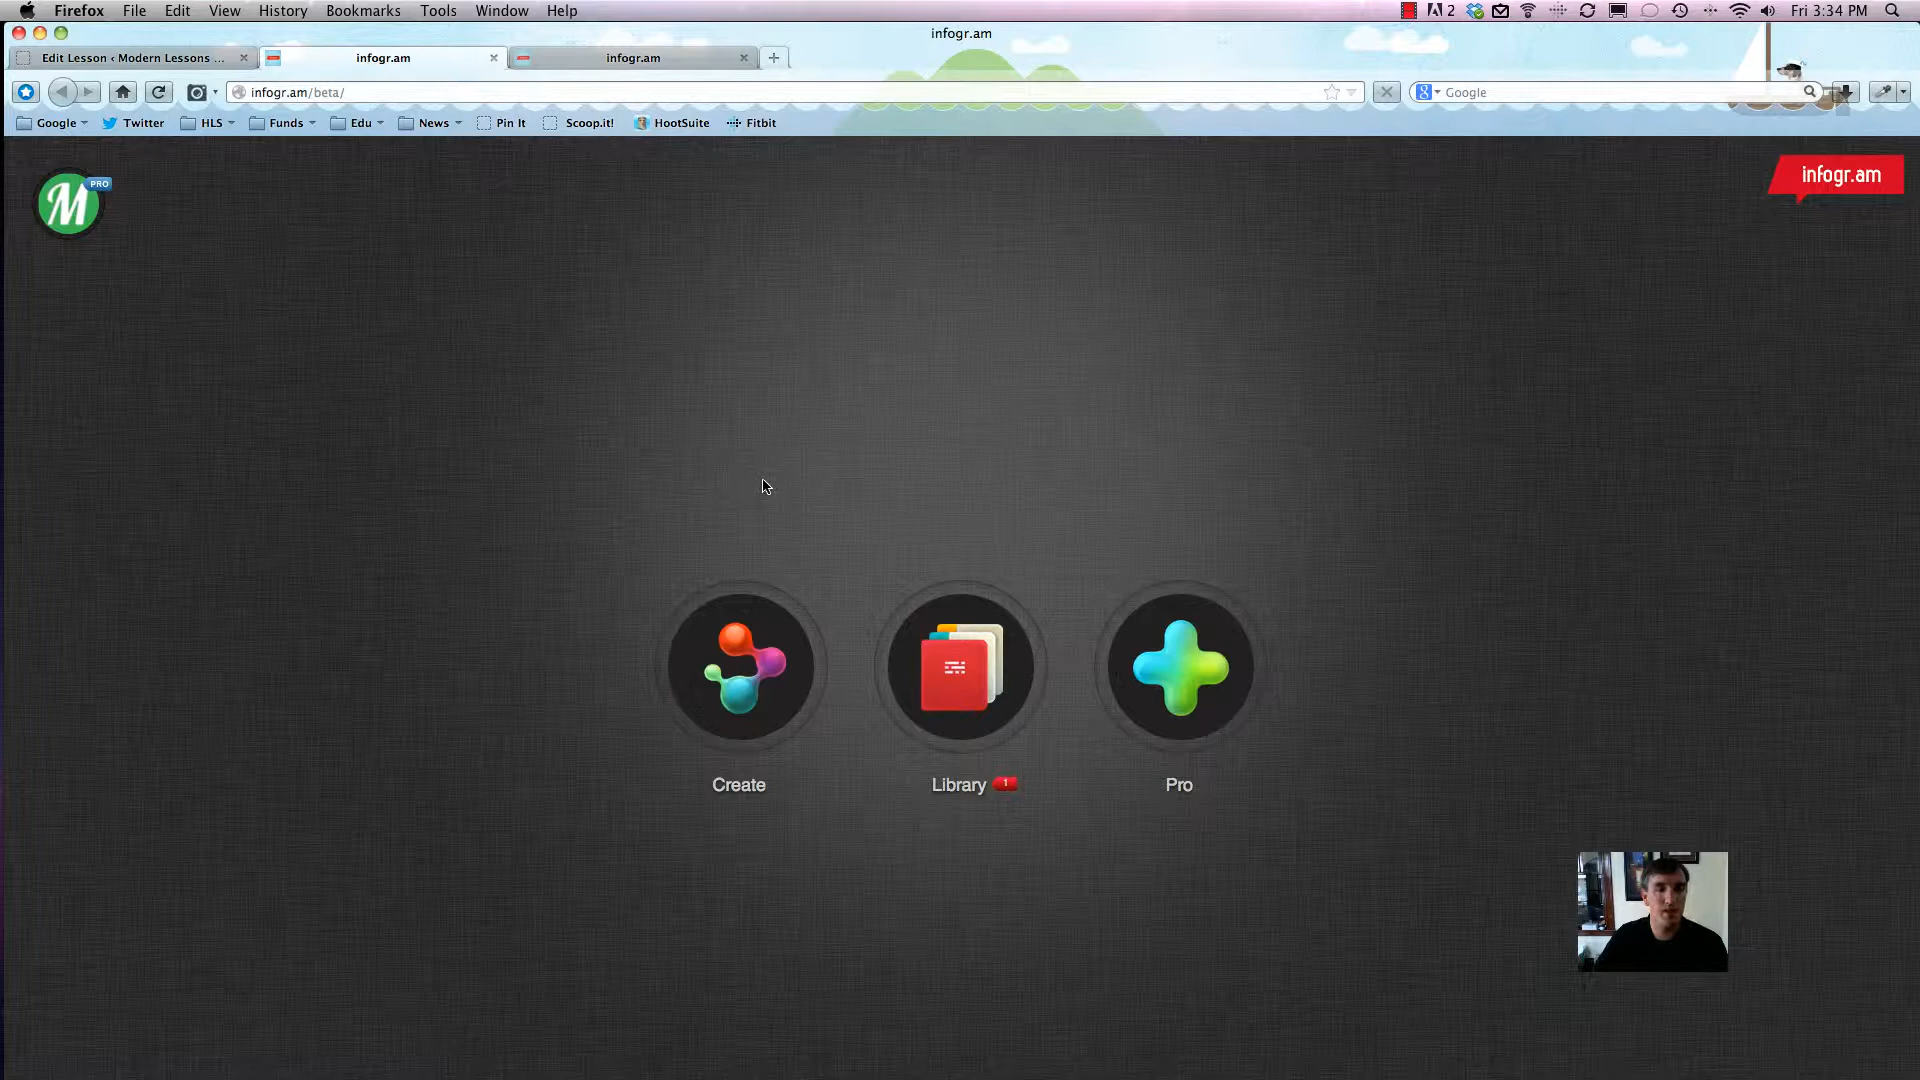 Firefox File Edit View History Bookmarks Tools Window Help 2 Fri 3:34 PM
infogr.am
Edit Lesson ‹ Modern Lessons ... infogr.am infogr.am
infogr.am/beta/ Google
Google Twitter HLS Funds Edu News Pin It Scoop.it! HootSuite Fitbit
M PRO
infogr.am
Create Library 1 Pro